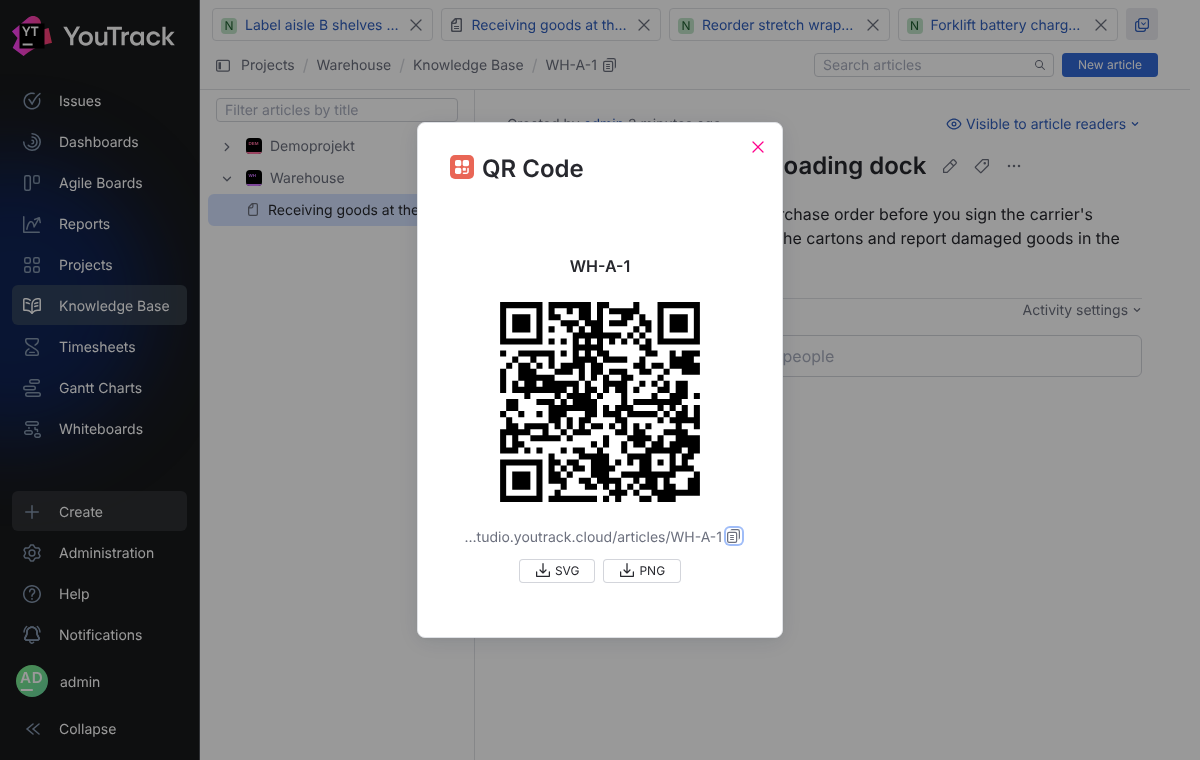 YT YouTrack
Issues
Dashboards
Agile Boards
Reports
Projects
Knowledge Base
Timesheets
Gantt Charts
Whiteboards
Create
Administration
Help
Notifications
AD admin
Collapse
N Label aisle B shelves ...
Receiving goods at th...
N Reorder stretch wrap...
N Forklift battery charg...
Projects / Warehouse / Knowledge Base / WH-A-1
Search articles
New article
Filter articles by title
Demoprojekt
WH Warehouse
Receiving goods at the
Visible to article readers
oading dock
rchase order before you sign the carrier's
he cartons and report damaged goods in the
Activity settings
people
QR Code
WH-A-1
...tudio.youtrack.cloud/articles/WH-A-1
SVG
PNG